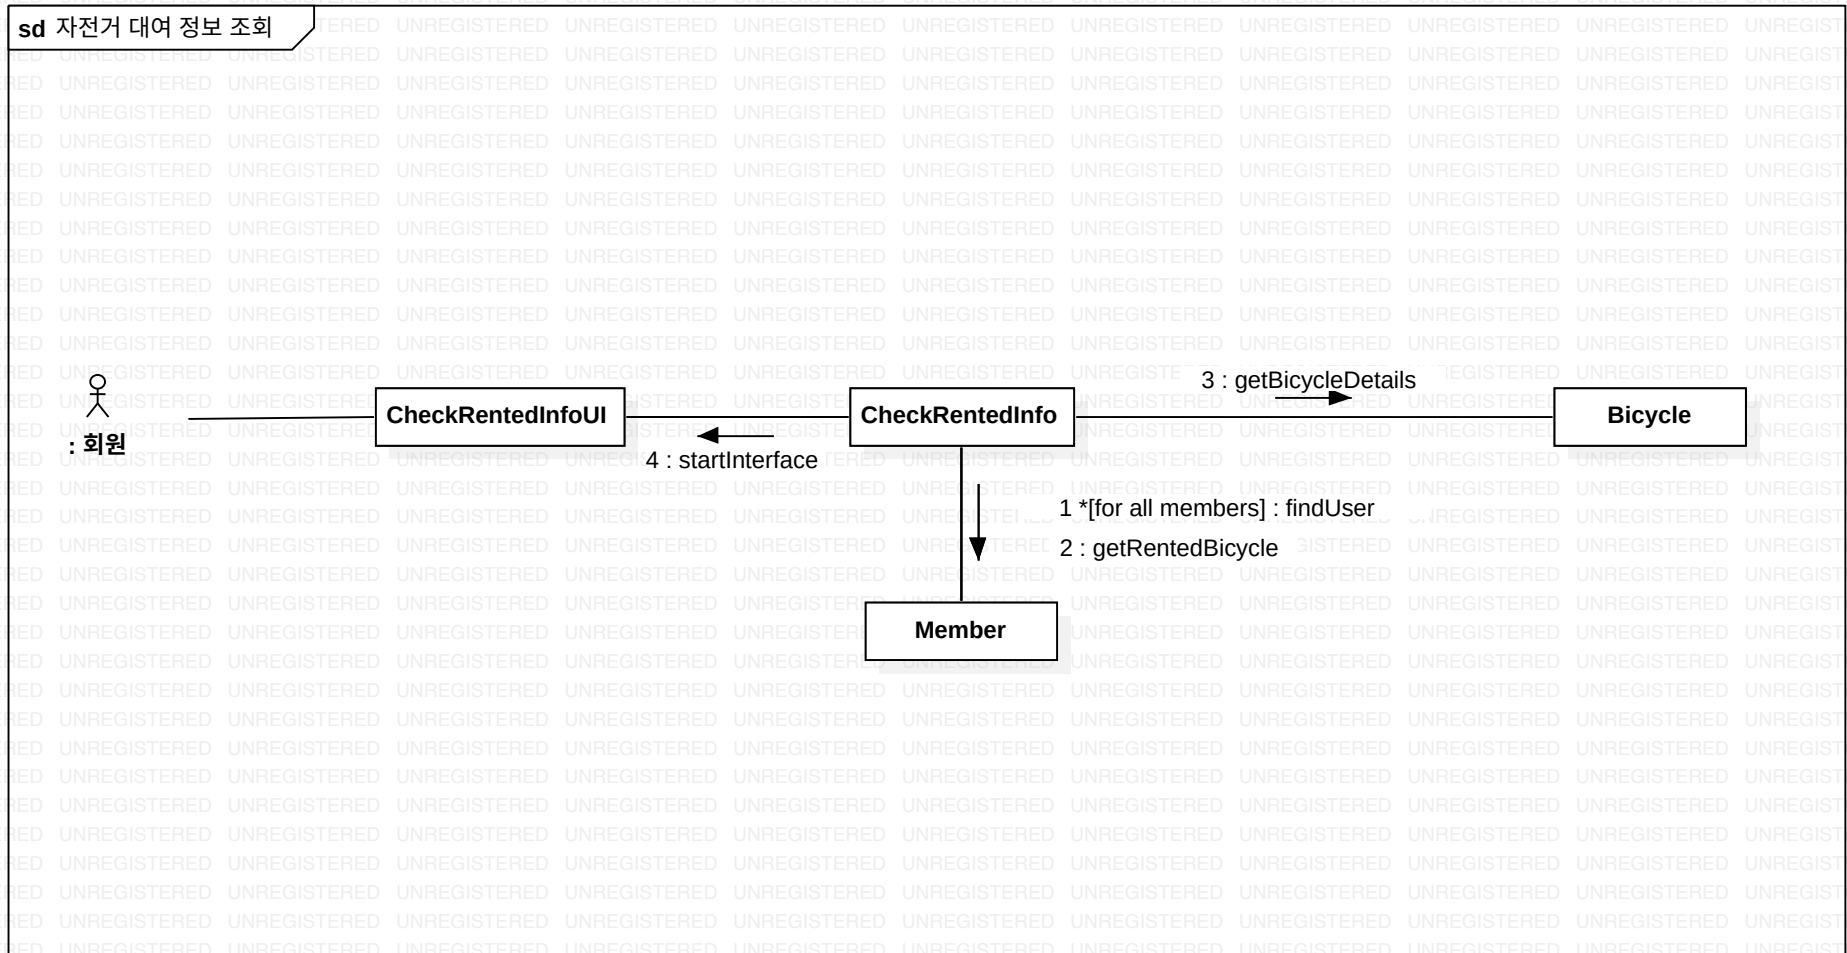 sd 자전거 대여 정보 조회
3 : getBicycleDetails
CheckRentedInfoUI
CheckRentedInfo
Bicycle
: 회원
4 : startInterface
1 *[for all members] : findUser
2 : getRentedBicycle
Member
UNREGISTERED